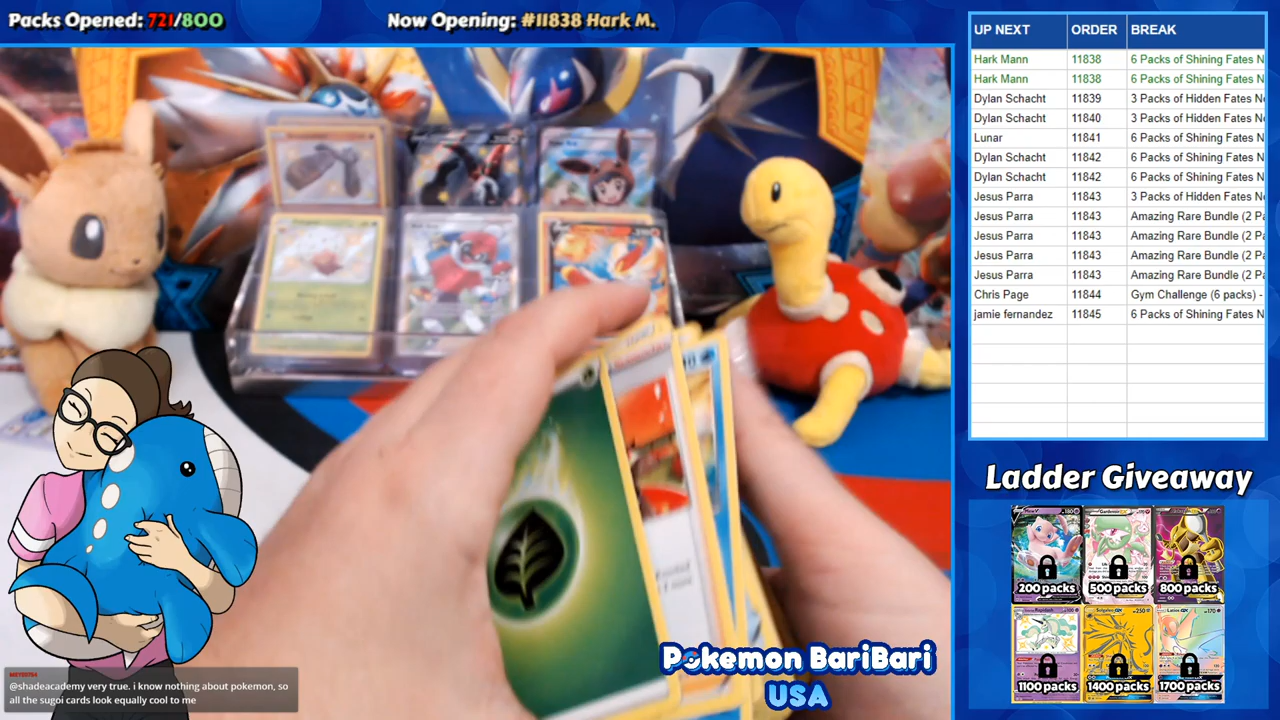 Packs Opened: 721/800
Now Opening: #11838 Hark M.
UP NEXT ORDER BREAK
Hark Mann 11838 6 Packs of Shining Fates N
Hark Mann 11838 6 Packs of Shining Fates N
Dylan Schacht 11839 3 Packs of Hidden Fates Ne
Dylan Schacht 11840 3 Packs of Hidden Fates Ne
Lunar 11841 6 Packs of Shining Fates N
Dylan Schacht 11842 6 Packs of Shining Fates N
Dylan Schacht 11842 6 Packs of Shining Fates N
Jesus Parra 11843 3 Packs of Hidden Fates Ne
Jesus Parra 11843 Amazing Rare Bundle (2 Pa
Jesus Parra 11843 Amazing Rare Bundle (2 Pa
Jesus Parra 11843 Amazing Rare Bundle (2 Pa
Jesus Parra 11843 Amazing Rare Bundle (2 Pa
Chris Page 11844 Gym Challenge (6 packs) -
jamie fernandez 11845 6 Packs of Shining Fates N
Ladder Giveaway
200 packs 500 packs 800 packs
1100 packs 1400 packs 1700 packs
Pokemon BariBari
USA
@shadeacademy very true. i know nothing about pokemon, so
all the sugoi cards look equally cool to me